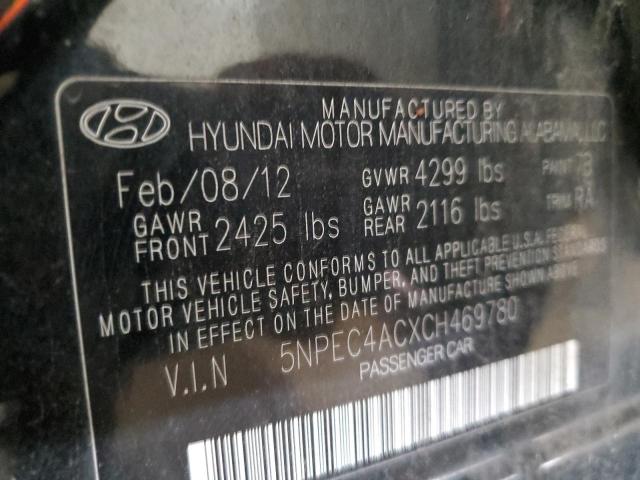 MANUFACTURED BY
HYUNDAI MOTOR MANUFACTURING ALABAMA, LLC
Feb/08/12 GVWR 4299 lbs PAINT 7B
GAWR FRONT 2425 lbs GAWR REAR 2116 lbs TRIM RA
THIS VEHICLE CONFORMS TO ALL APPLICABLE U.S.A. FEDERAL
MOTOR VEHICLE SAFETY, BUMPER, AND THEFT PREVENTION STANDARDS
IN EFFECT ON THE DATE OF MANUFACTURE SHOWN ABOVE.
V.I.N 5NPEC4ACXCH469780
PASSENGER CAR